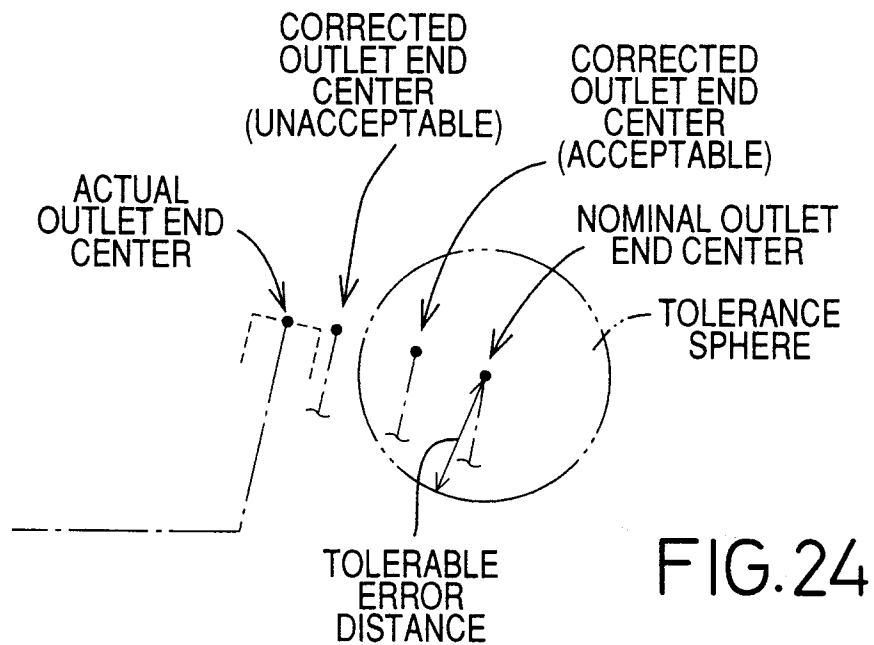 CORRECTED
OUTLET END
CENTER
(UNACCEPTABLE)
CORRECTED
OUTLET END
CENTER
(ACCEPTABLE)
ACTUAL
OUTLET END
CENTER
NOMINAL OUTLET
END CENTER
TOLERANCE
SPHERE
TOLERABLE
ERROR
DISTANCE
FIG.24